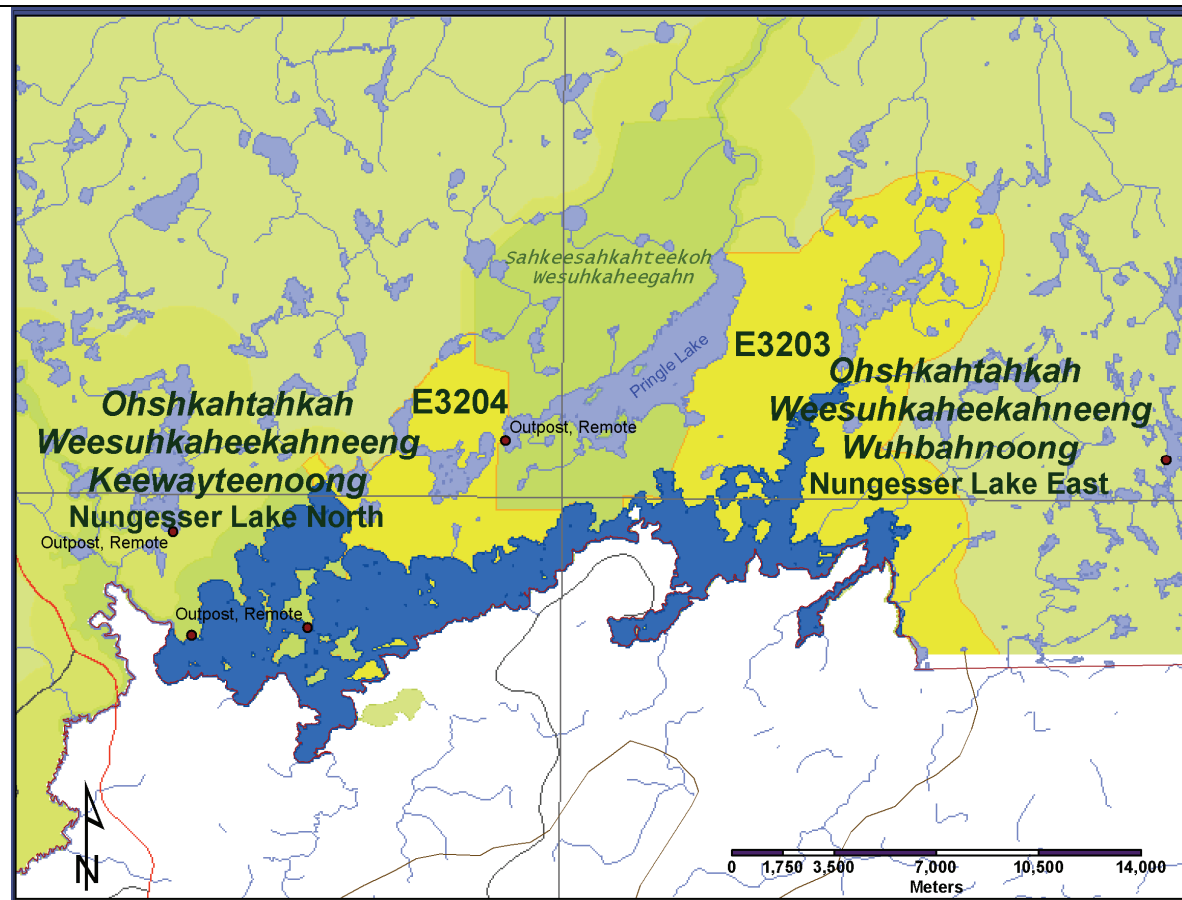 Sahkeesahkahteekoh
wesuhkaheegahn
Pringle Lake
E3203
E3204
Ohshkahtahkah
Weesuhkaheekahneeng
Wuhbahnoong
Nungesser Lake East
Ohshkahtahkah
Weesuhkaheekahneeng
Keewayteenoong
Nungesser Lake North
Outpost, Remote
Outpost, Remote
Outpost, Remote
N
0 1,750 3,500 7,000 10,500 14,000
Meters